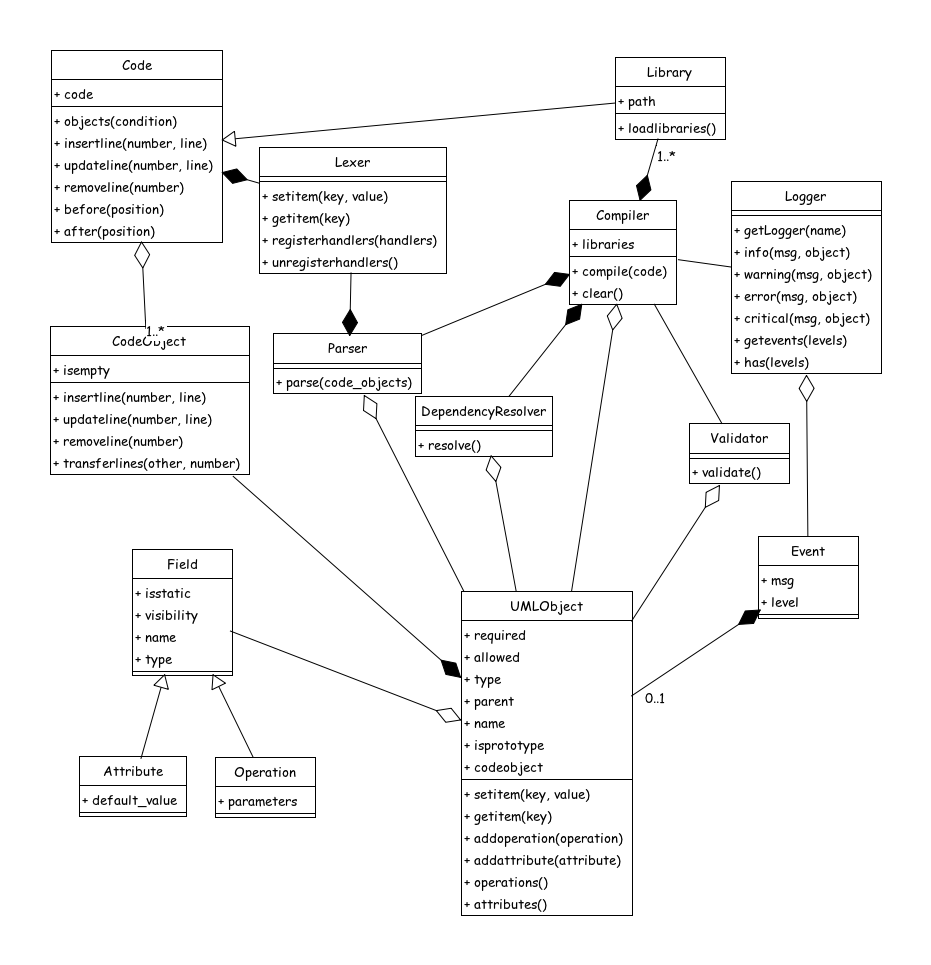 Code
+ code
+ objects(condition)
+ insertline(number, line)
+ updateline(number, line)
+ removeline(number)
+ before(position)
+ after(position)
Library
+ path
+ loadlibraries()
1..*
Lexer
+ setitem(key, value)
+ getitem(key)
+ registerhandlers(handlers)
+ unregisterhandlers()
Compiler
+ libraries
+ compile(code)
+ clear()
Logger
+ getLogger(name)
+ info(msg, object)
+ warning(msg, object)
+ error(msg, object)
+ critical(msg, object)
+ getevents(levels)
+ has(levels)
1..*
CodeObject
+ isempty
+ insertline(number, line)
+ updateline(number, line)
+ removeline(number)
+ transferlines(other, number)
Parser
+ parse(code_objects)
DependencyResolver
+ resolve()
Validator
+ validate()
Field
+ isstatic
+ visibility
+ name
+ type
Event
+ msg
+ level
0..1
UMLObject
+ required
+ allowed
+ type
+ parent
+ name
+ isprototype
+ codeobject
+ setitem(key, value)
+ getitem(key)
+ addoperation(operation)
+ addattribute(attribute)
+ operations()
+ attributes()
Attribute
+ default_value
Operation
+ parameters